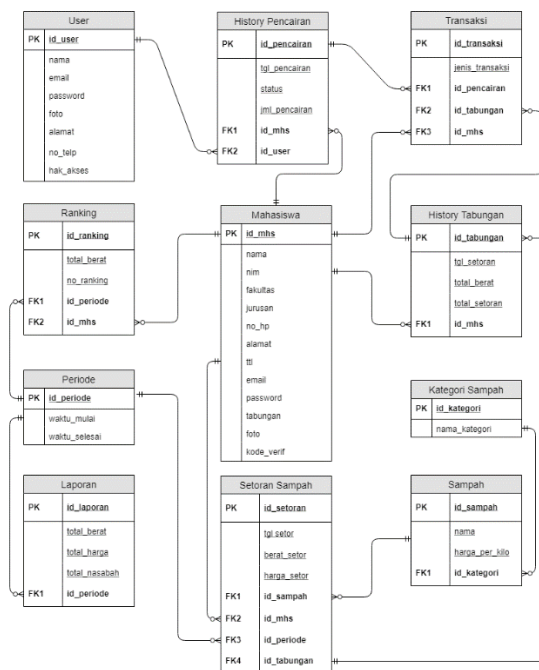 User
PK id_user
nama
email
password
foto
alamat
no_telp
hak_akses
History Pencairan
PK id_pencairan
tgl_pencairan
status
jml_pencairan
FK1 id_mhs
FK2 id_user
Transaksi
PK id_transaksi
jenis_transaksi
FK1 id_pencairan
FK2 id_tabungan
FK3 id_mhs
Ranking
PK id_ranking
total_berat
no_ranking
FK1 id_periode
FK2 id_mhs
Mahasiswa
PK id_mhs
nama
nim
fakultas
jurusan
no_hp
alamat
ttl
email
password
tabungan
foto
kode_verif
History Tabungan
PK id_tabungan
tgl_setoran
total_berat
total_setoran
FK1 id_mhs
Periode
PK id_periode
waktu_mulai
waktu_selesai
Kategori Sampah
PK id_kategori
nama_kategori
Laporan
PK id_laporan
total_berat
total_harga
total_nasabah
FK1 id_periode
Setoran Sampah
PK id_setoran
tgl_setor
berat_setor
harga_setor
FK1 id_sampah
FK2 id_mhs
FK3 id_periode
FK4 id_tabungan
Sampah
PK id_sampah
nama
harga_per_kilo
FK1 id_kategori